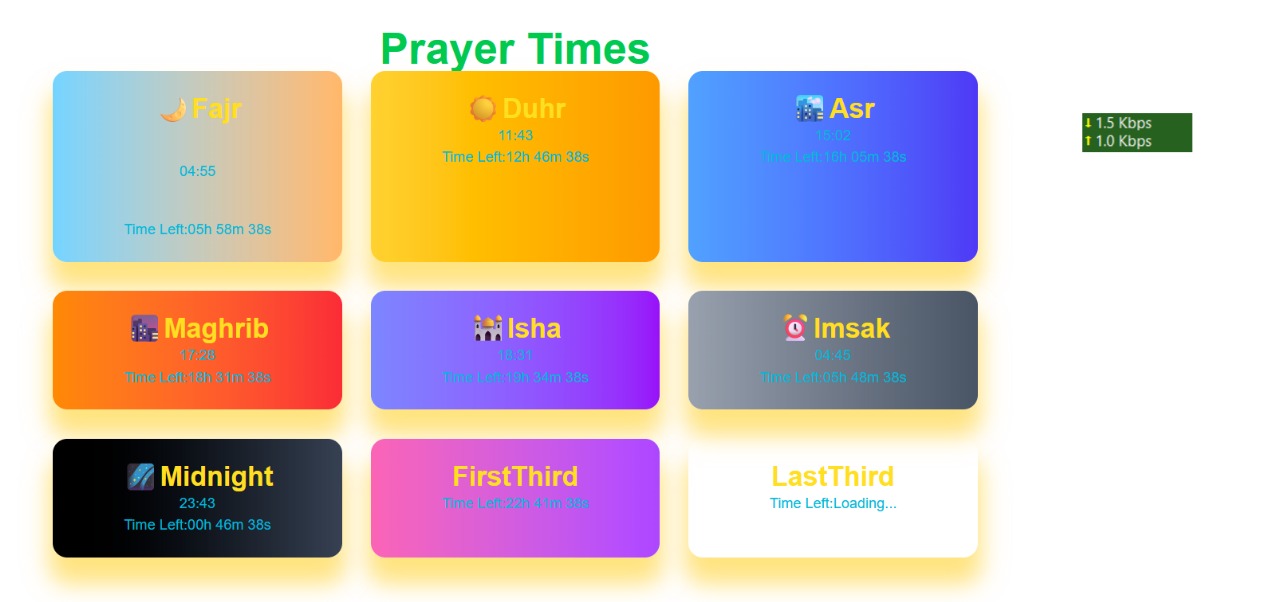 Prayer Times
🌙 Fajr
04:55
Time Left:05h 58m 38s
Duhr
11:43
Time Left:12h 46m 38s
Asr
15:02
Time Left:16h 05m 38s
Maghrib
17:28
Time Left:18h 31m 38s
Isha
18:31
Time Left:19h 34m 38s
Imsak
04:45
Time Left:05h 48m 38s
Midnight
23:43
Time Left:00h 46m 38s
FirstThird
Time Left:22h 41m 38s
LastThird
Time Left:Loading...
↓ 1.5 Kbps
↑ 1.0 Kbps